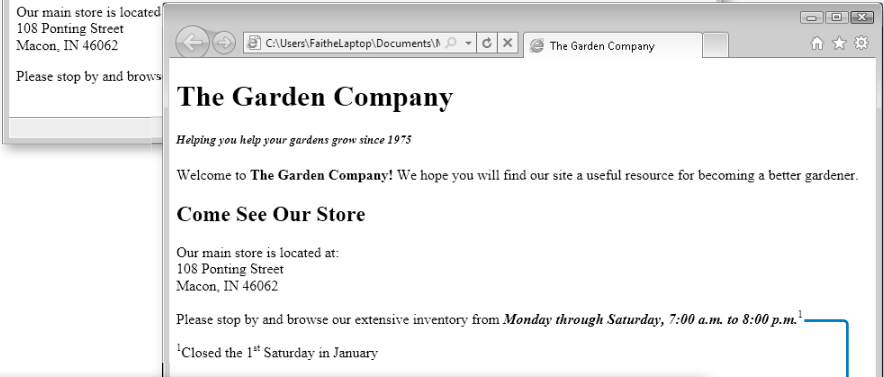 Our main store is located
108 Ponting Street
Macon, IN 46062
Please stop by and brows
C:\Users\FaitheLaptop\Documents\
The Garden Company
The Garden Company
Helping you help your gardens grow since 1975
Welcome to The Garden Company! We hope you will find our site a useful resource for becoming a better gardener.
Come See Our Store
Our main store is located at:
108 Ponting Street
Macon, IN 46062
Please stop by and browse our extensive inventory from Monday through Saturday, 7:00 a.m. to 8:00 p.m.1
1Closed the 1st Saturday in January